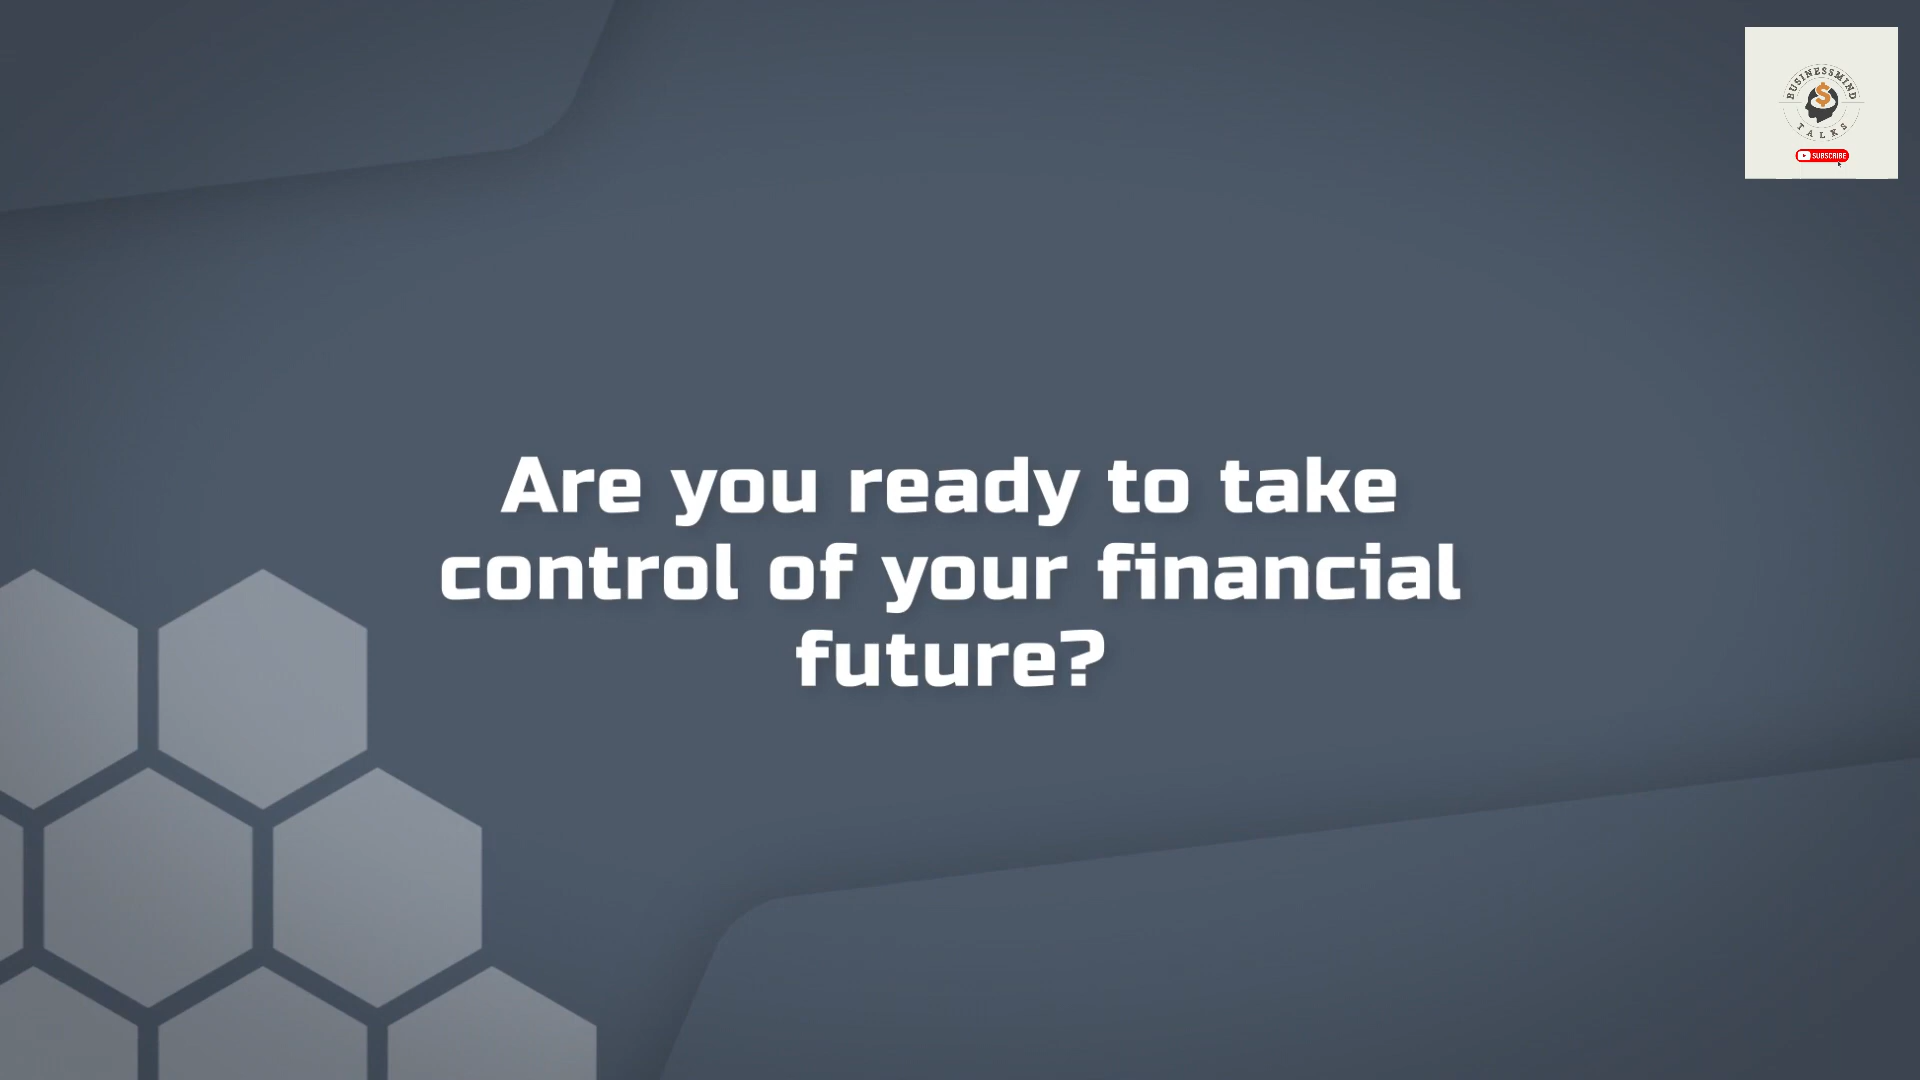 BUSINESSMIND
TALKS
SUBSCRIBE
Are you ready to take
control of your financial
future?